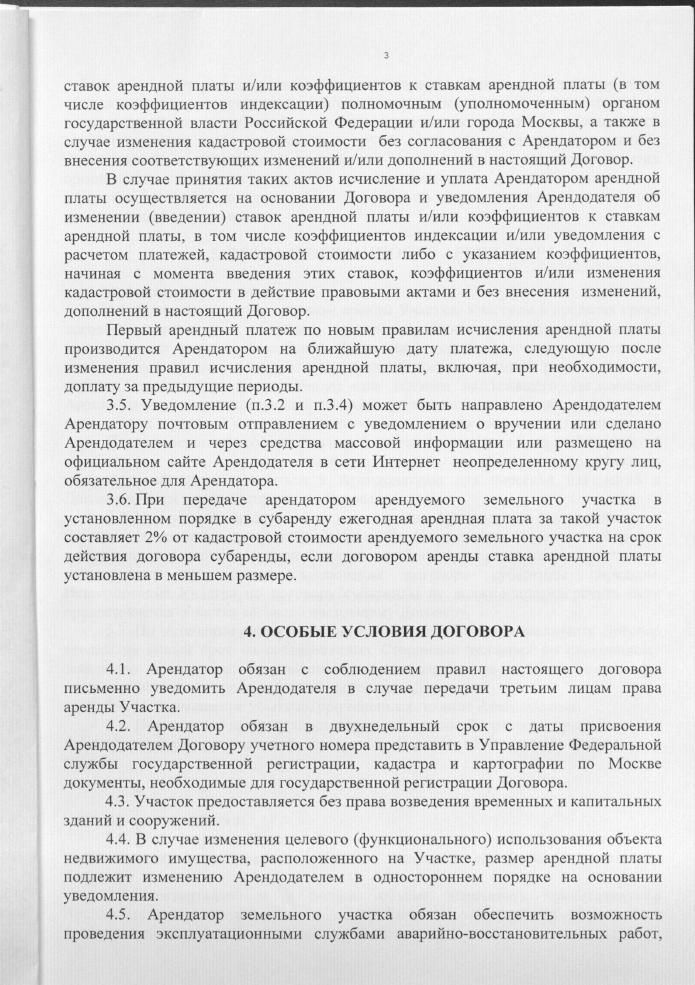 3
ставок арендной платы и/или коэффициентов к ставкам арендной платы (в том
числе коэффициентов индексации) полномочным (уполномоченным) органом
государственной власти Российской Федерации и/или города Москвы, а также в
случае изменения кадастровой стоимости без согласования с Арендатором и без
внесения соответствующих изменений и/или дополнений в настоящий Договор.
В случае принятия таких актов исчисление и уплата Арендатором арендной
платы осуществляется на основании Договора и уведомления Арендодателя об
изменении (введении) ставок арендной платы и/или коэффициентов к ставкам
арендной платы, в том числе коэффициентов индексации и/или уведомления с
расчетом платежей, кадастровой стоимости либо с указанием коэффициентов,
начиная с момента введения этих ставок, коэффициентов и/или изменения
кадастровой стоимости в действие правовыми актами и без внесения изменений,
дополнений в настоящий Договор.
Первый арендный платеж по новым правилам исчисления арендной платы
производится Арендатором на ближайшую дату платежа, следующую после
изменения правил исчисления арендной платы, включая, при необходимости,
доплату за предыдущие периоды.
3.5. Уведомление (п.3.2 и п.3.4) может быть направлено Арендодателем
Арендатору почтовым отправлением с уведомлением о вручении или сделано
Арендодателем и через средства массовой информации или размещено на
официальном сайте Арендодателя в сети Интернет неопределенному кругу лиц,
обязательное для Арендатора.
3.6. При передаче арендатором арендуемого земельного участка в
установленном порядке в субаренду ежегодная арендная плата за такой участок
составляет 2% от кадастровой стоимости арендуемого земельного участка на срок
действия договора субаренды, если договором аренды ставка арендной платы
установлена в меньшем размере.
4. ОСОБЫЕ УСЛОВИЯ ДОГОВОРА
4.1. Арендатор обязан с соблюдением правил настоящего договора
письменно уведомить Арендодателя в случае передачи третьим лицам права
аренды Участка.
4.2. Арендатор обязан в двухнедельный срок с даты присвоения
Арендодателем Договору учетного номера представить в Управление Федеральной
службы государственной регистрации, кадастра и картографии по Москве
документы, необходимые для государственной регистрации Договора.
4.3. Участок предоставляется без права возведения временных и капитальных
зданий и сооружений.
4.4. В случае изменения целевого (функционального) использования объекта
недвижимого имущества, расположенного на Участке, размер арендной платы
подлежит изменению Арендодателем в одностороннем порядке на основании
уведомления.
4.5. Арендатор земельного участка обязан обеспечить возможность
проведения эксплуатационными службами аварийно-восстановительных работ,